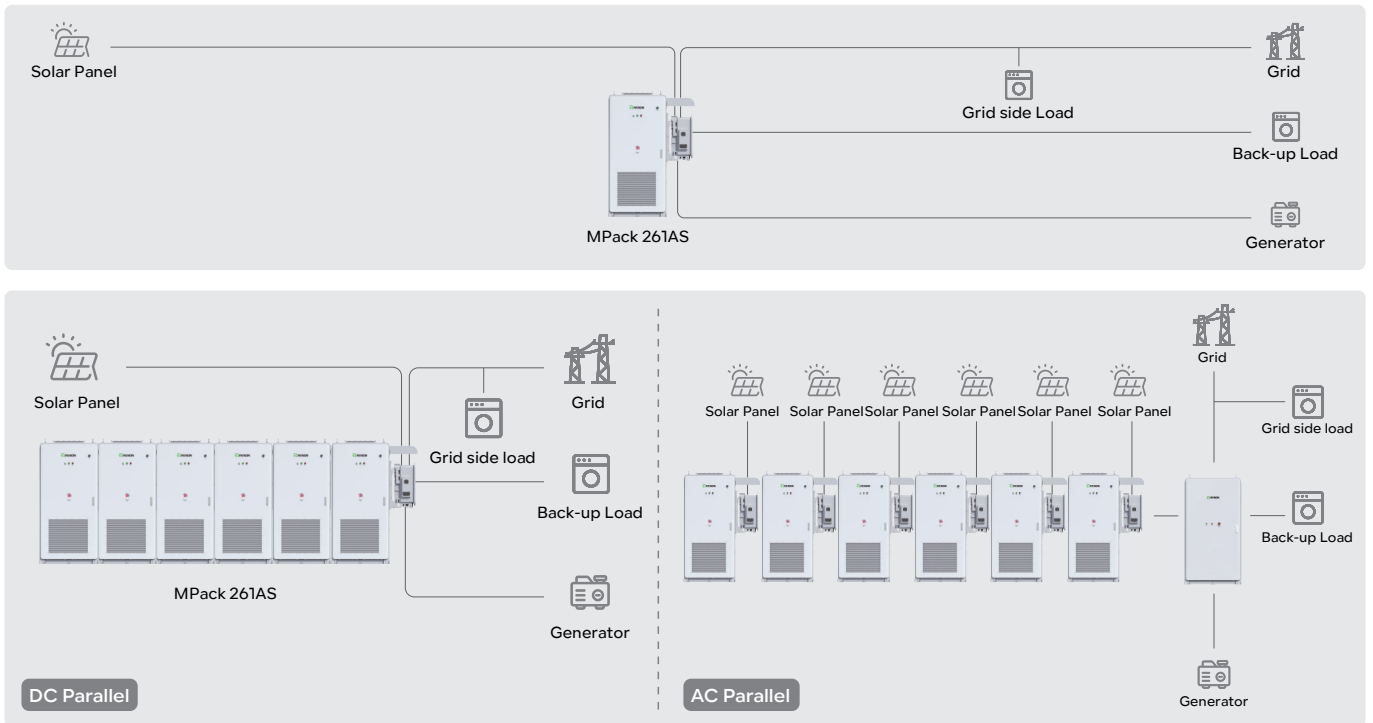 Solar Panel
Grid
Grid side Load
Back-up Load
MPack 261AS
Generator
Solar Panel
Grid
Grid side load
Back-up Load
MPack 261AS
Generator
DC Parallel
Grid
Solar Panel Solar Panel Solar Panel Solar Panel Solar Panel Solar Panel
Grid side load
Back-up Load
Generator
AC Parallel